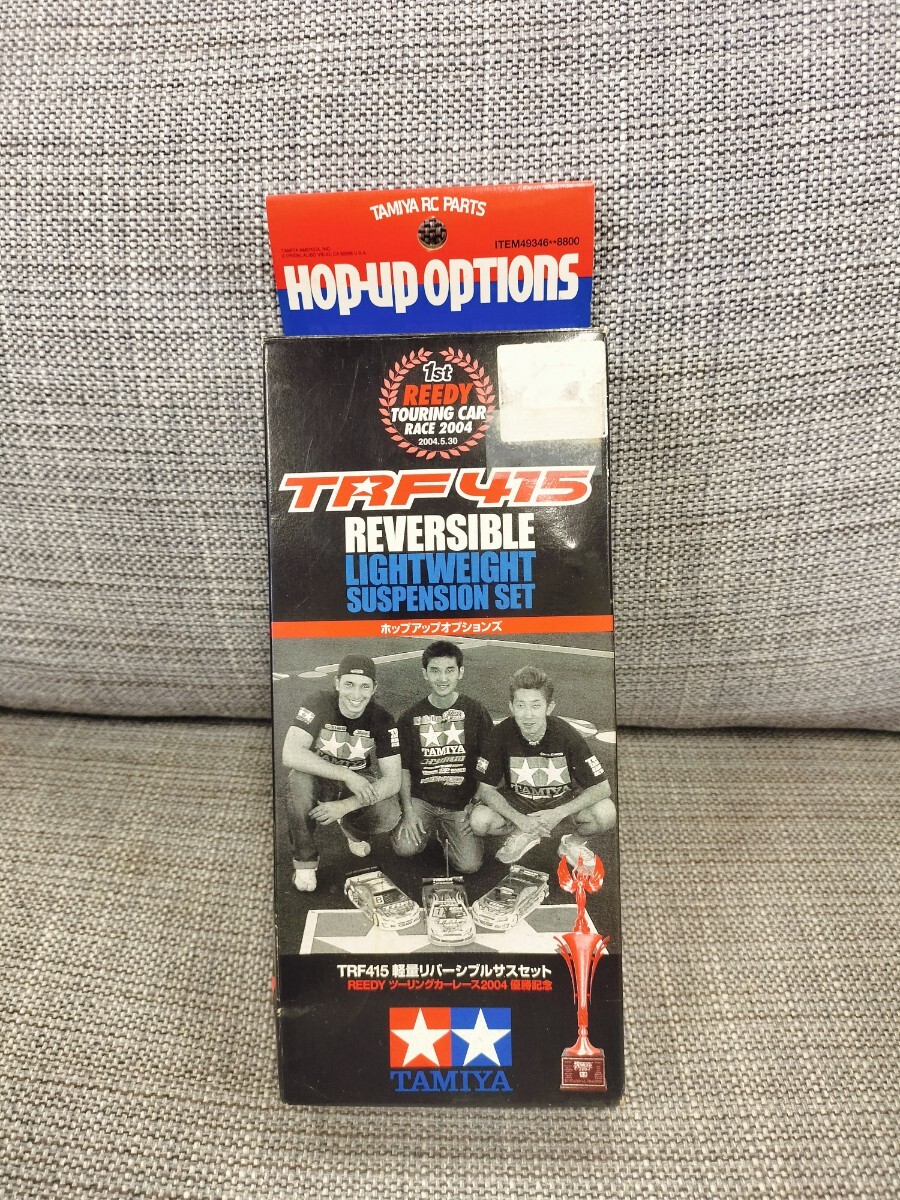 TAMIYA RC PARTS
ITEM49346**8800
TAMIYA AMERICA, INC.
HOP-UP OPTIONS
1st
REEDY
TOURING CAR
RACE 2004
2004.5.30
TRF415
REVERSIBLE
LIGHTWEIGHT
SUSPENSION SET
ホップアップオプションズ
TAMIYA
TAMIYA
TAMIYA
TRF415 軽量リバーシブルサスセット
REEDY ツーリングカーレース2004 優勝記念
TAMIYA